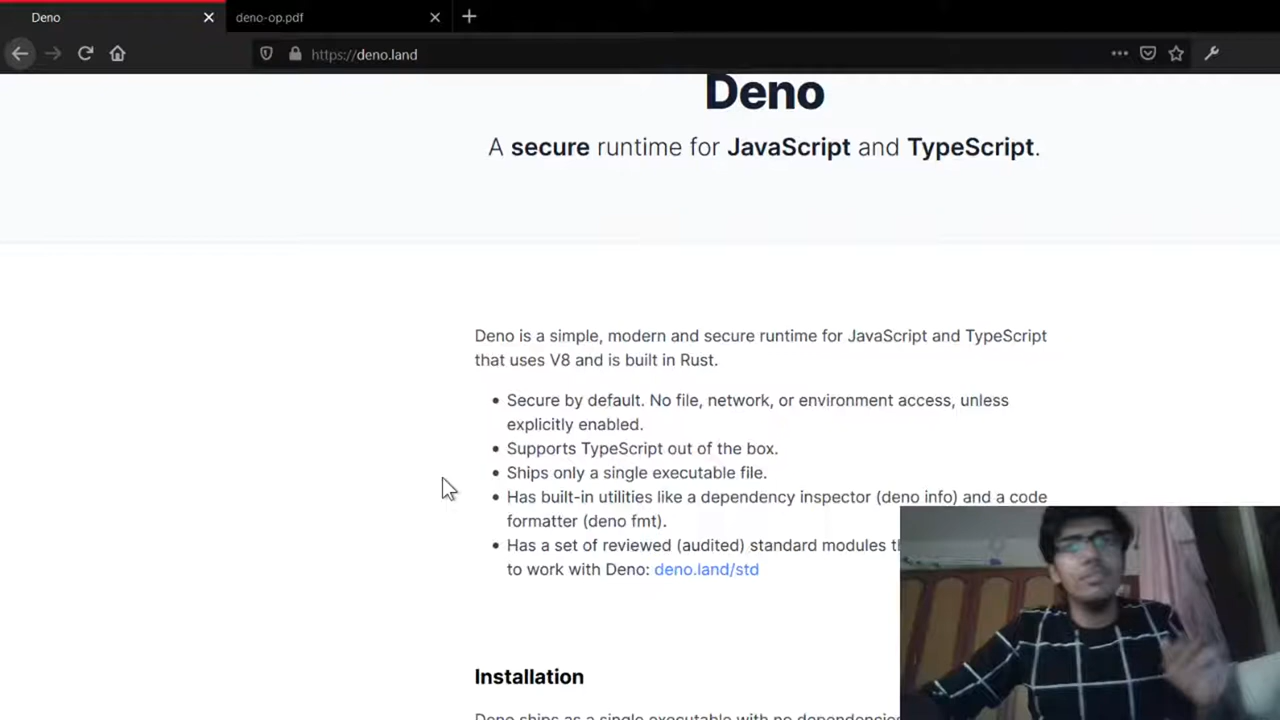 Deno
deno-op.pdf
https://deno.land
Deno
A secure runtime for JavaScript and TypeScript.
Deno is a simple, modern and secure runtime for JavaScript and TypeScript
that uses V8 and is built in Rust.
• Secure by default. No file, network, or environment access, unless
explicitly enabled.
• Supports TypeScript out of the box.
• Ships only a single executable file.
• Has built-in utilities like a dependency inspector (deno info) and a code
formatter (deno fmt).
• Has a set of reviewed (audited) standard modules
to work with Deno: deno.land/std
Installation
Deno ships as a single executable with no dependencies